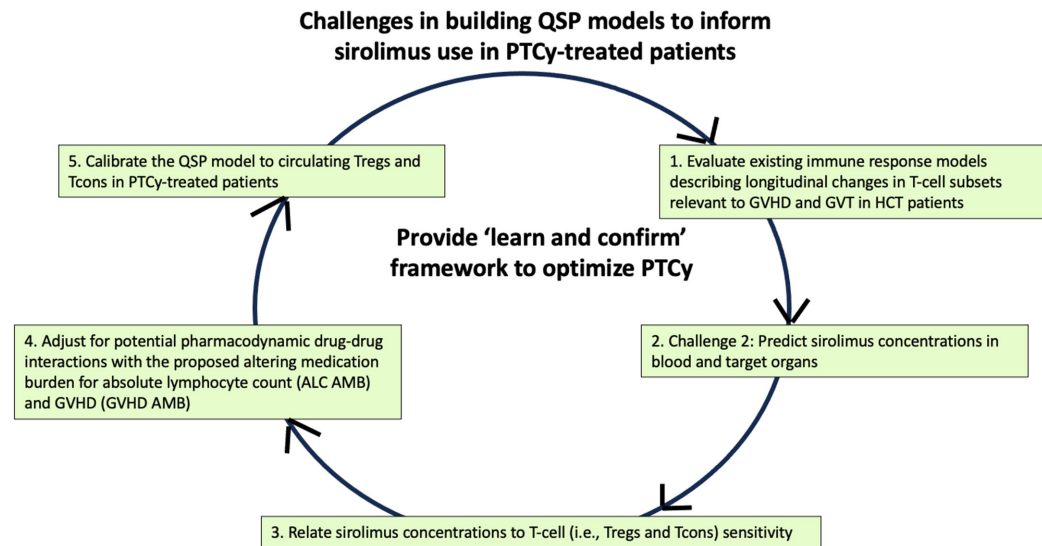 Challenges in building QSP models to inform
sirolimus use in PTCy-treated patients
5. Calibrate the QSP model to circulating Tregs and
Tcons in PTCy-treated patients
1. Evaluate existing immune response models
describing longitudinal changes in T-cell subsets
relevant to GVHD and GVT in HCT patients
Provide ‘learn and confirm’
framework to optimize PTCy
4. Adjust for potential pharmacodynamic drug-drug
interactions with the proposed altering medication
burden for absolute lymphocyte count (ALC AMB)
and GVHD (GVHD AMB)
2. Challenge 2: Predict sirolimus concentrations in
blood and target organs
3. Relate sirolimus concentrations to T-cell (i.e., Tregs and Tcons) sensitivity